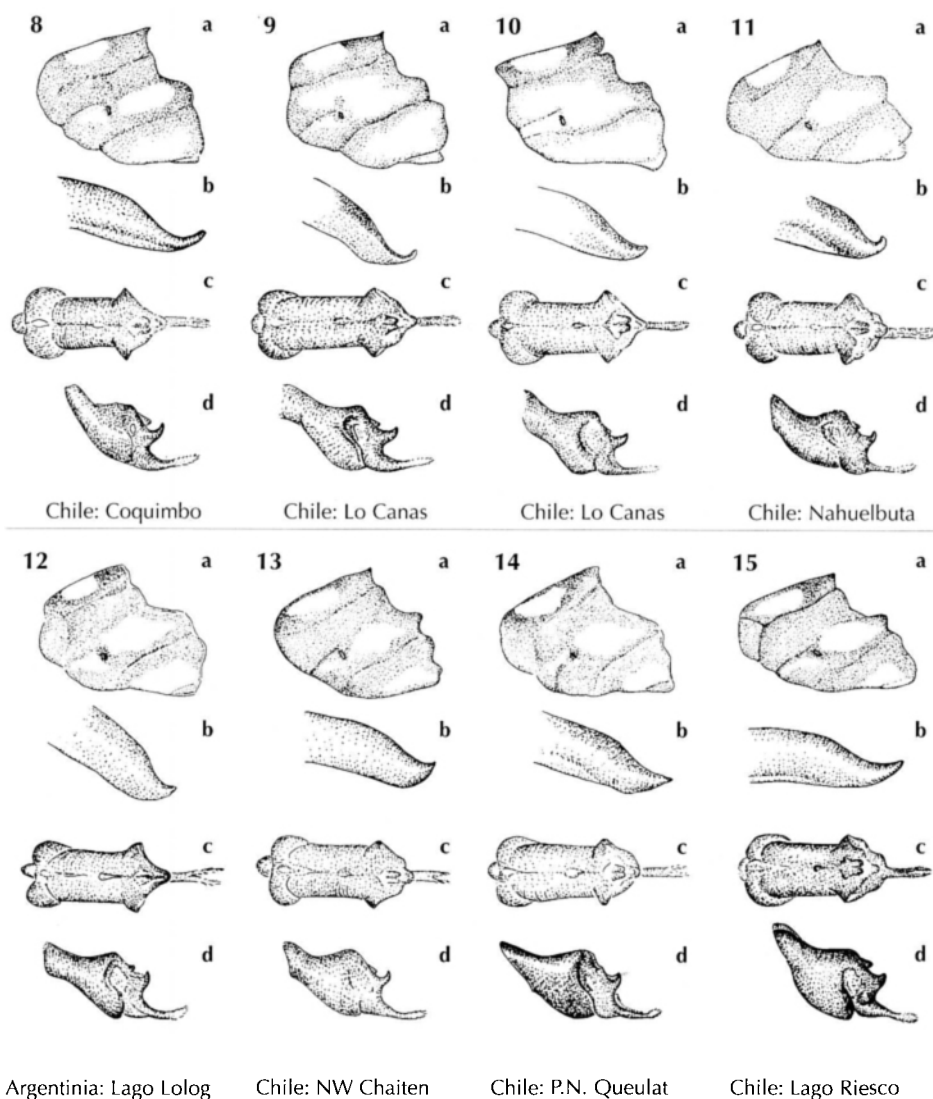 8 a 9 a 10 a 11 a
b b b b
c c c c
d d d d
Chile: Coquimbo Chile: Lo Canas Chile: Lo Canas Chile: Nahuelbuta
12 a 13 a 14 a 15 a
b b b b
c c c c
d d d d
Argentinia: Lago Lolog Chile: NW Chaiten Chile: P.N. Queulat Chile: Lago Riesco